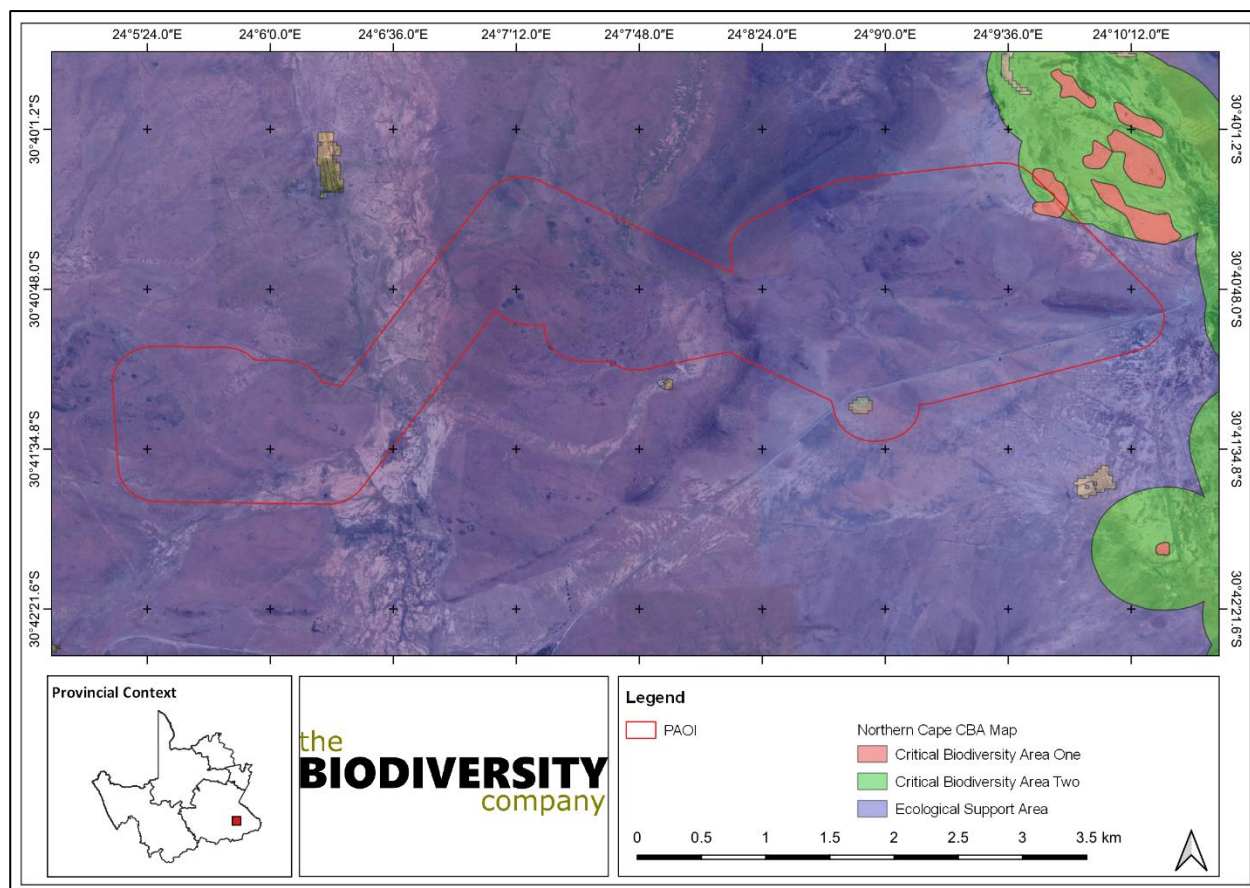 24°5'24.0"E 24°6'0.0"E 24°6'36.0"E 24°7'12.0"E 24°7'48.0"E 24°8'24.0"E 24°9'0.0"E 24°9'36.0"E 24°10'12.0"E
30°40'1.2"S 30°40'1.2"S
30°40'48.0"S 30°40'48.0"S
30°41'34.8"S 30°41'34.8"S
30°42'21.6"S 30°42'21.6"S
Provincial Context
the
BIODIVERSITY
company
Legend
PAOI
Northern Cape CBA Map
Critical Biodiversity Area One
Critical Biodiversity Area Two
Ecological Support Area
0 0.5 1 1.5 2 2.5 3 3.5 km